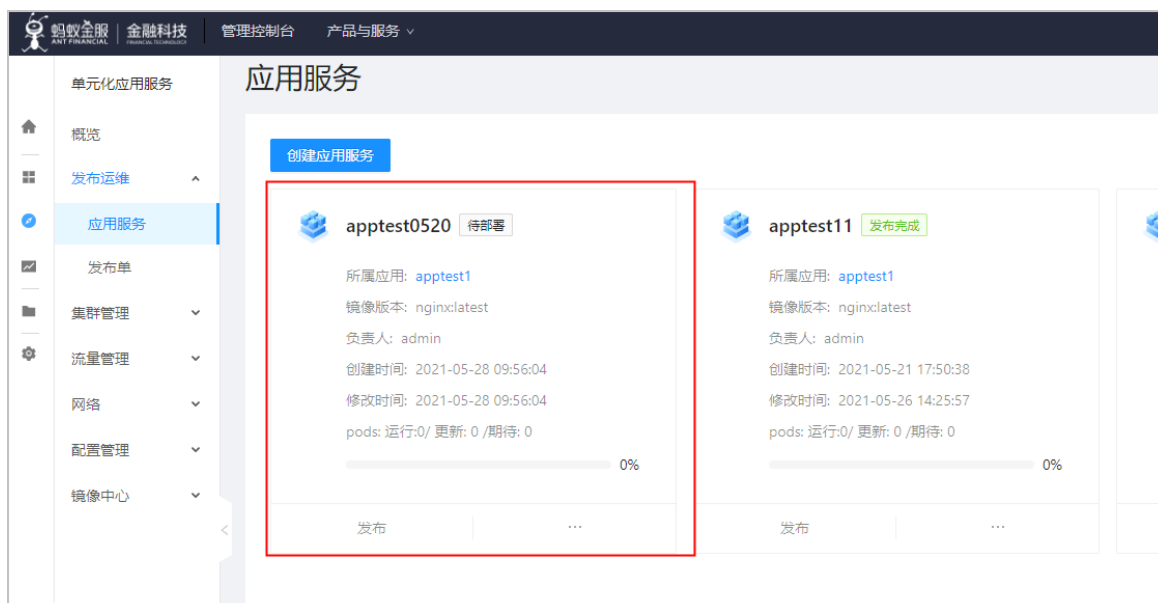 蚂蚁金服 金融科技 管理控制台 产品与服务
ANT FINANCIAL FINANCIAL TECHNOLOGY
单元化应用服务
应用服务
概览
创建应用服务
发布运维
应用服务
发布单
集群管理
流量管理
网络
配置管理
镜像中心
apptest0520 待部署
所属应用: apptest1
镜像版本: nginx:latest
负责人: admin
创建时间: 2021-05-28 09:56:04
修改时间: 2021-05-28 09:56:04
pods: 运行:0/ 更新: 0 /期待: 0
0%
发布 ...
apptest11 发布完成
所属应用: apptest1
镜像版本: nginx:latest
负责人: admin
创建时间: 2021-05-21 17:50:38
修改时间: 2021-05-26 14:25:57
pods: 运行:0/ 更新: 0 /期待: 0
0%
发布 ...